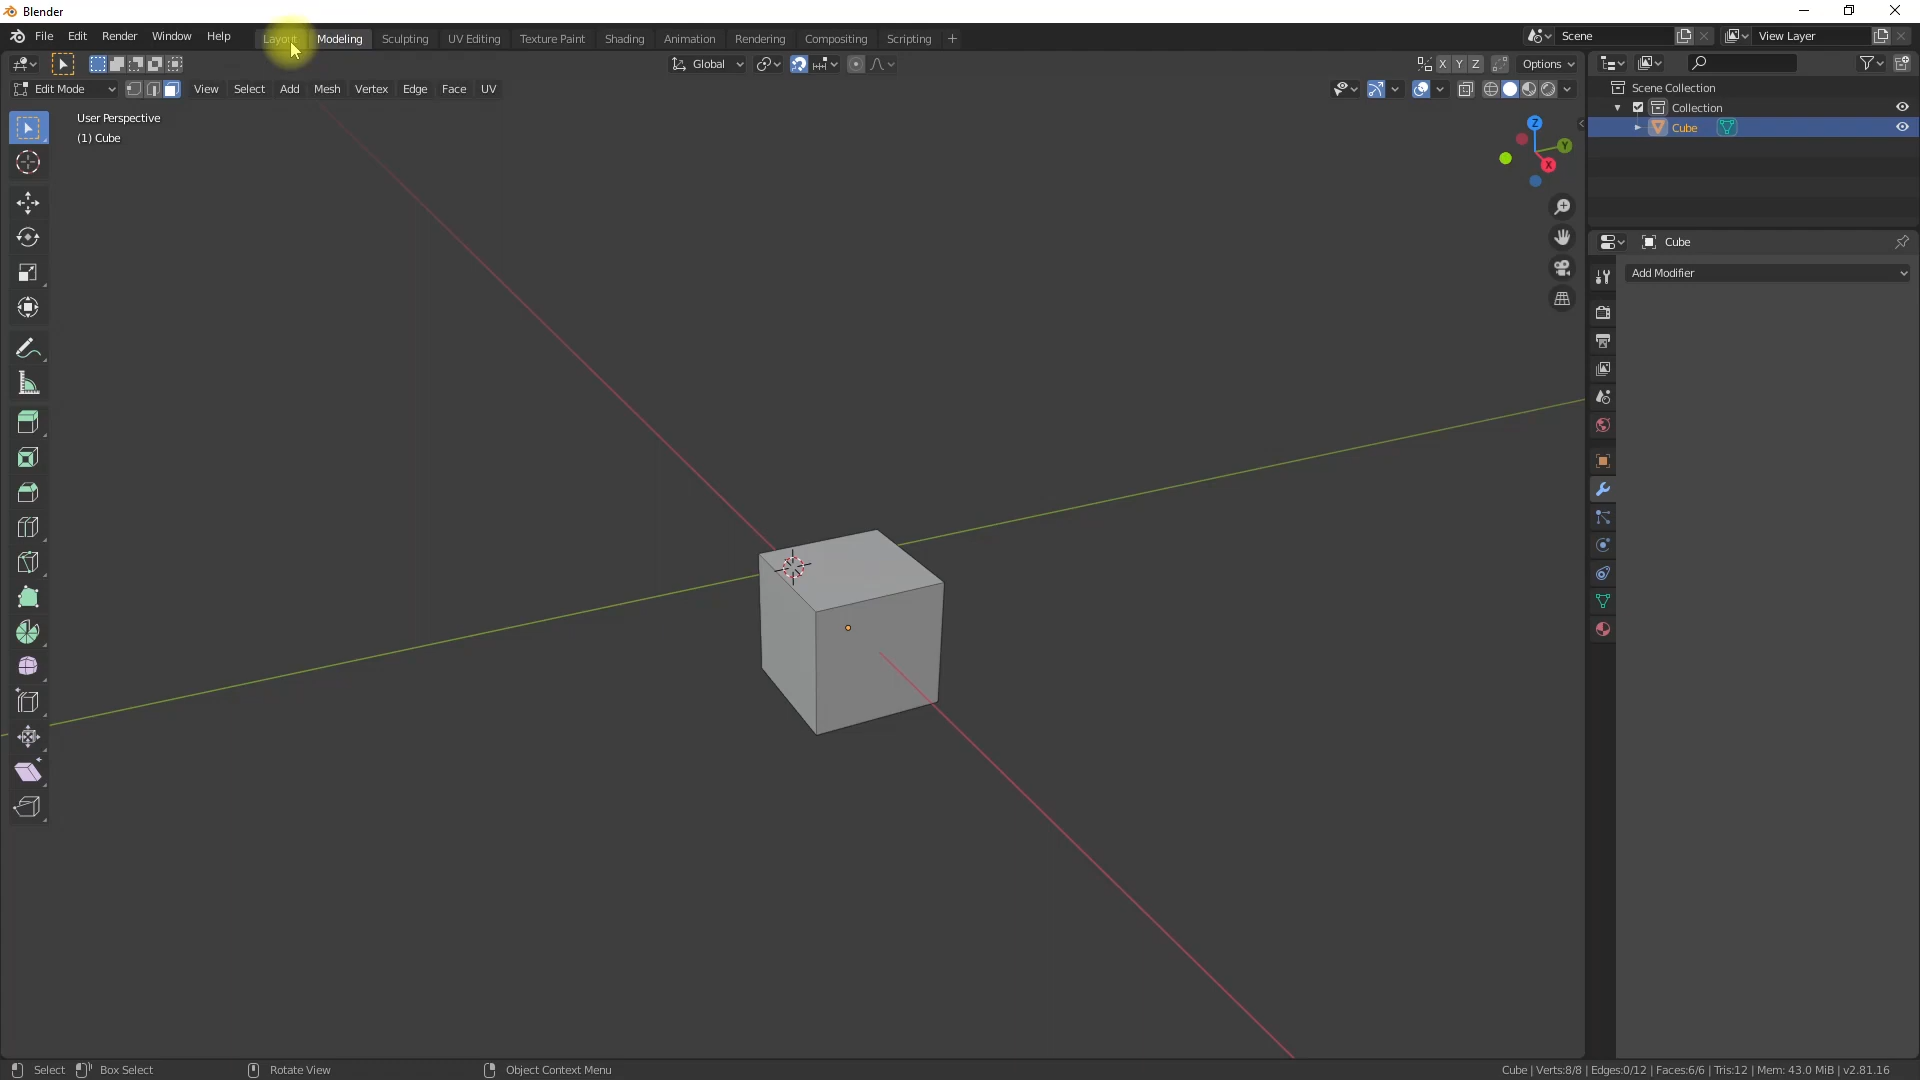 Blender
File Edit Render Window Help Layout Modeling Sculpting UV Editing Texture Paint Shading Animation Rendering Compositing Scripting + Scene View Layer
Global X Y Z Options
Edit Mode View Select Add Mesh Vertex Edge Face UV
Scene Collection
Collection
Cube
User Perspective
(1) Cube
Z
Y
X
Cube
Add Modifier
Select Box Select Rotate View Object Context Menu Cube | Verts:8/8 | Edges:0/12 | Faces:6/6 | Tris:12 | Mem: 43.0 MiB | v2.81.16